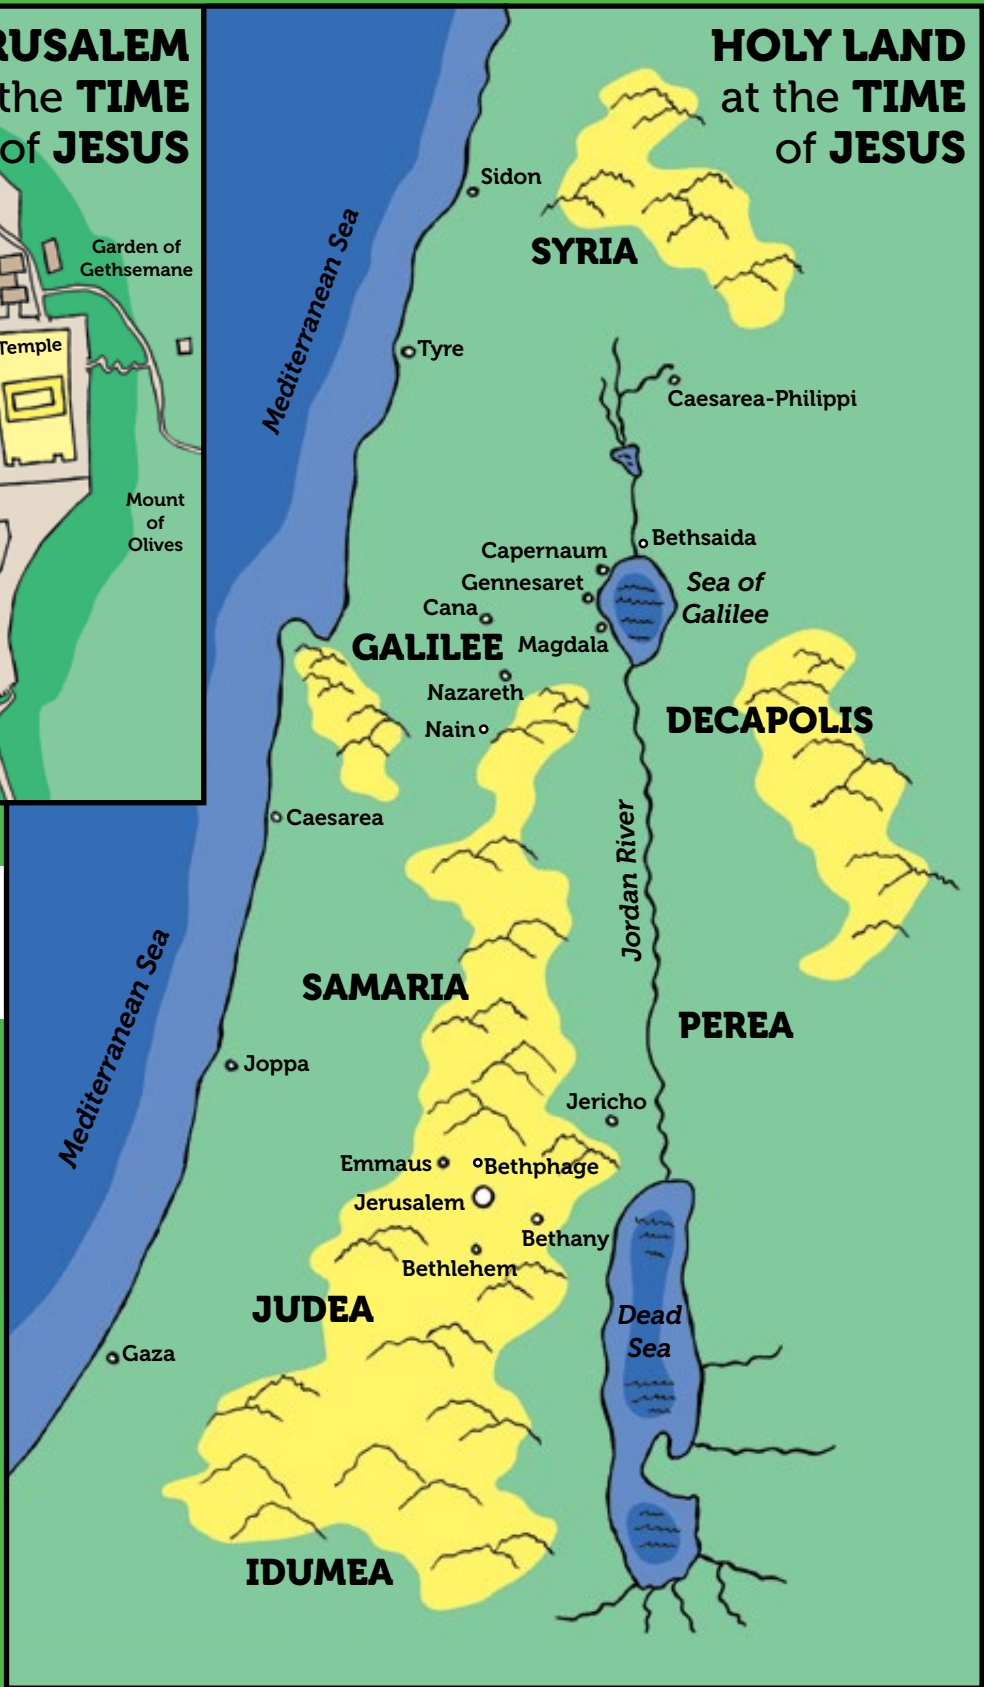 RUSALEM
the TIME
of JESUS
Garden of
Gethsemane
Temple
Mount
of
Olives
HOLY LAND
at the TIME
of JESUS
Mediterranean Sea
Sidon
SYRIA
Tyre
Caesarea-Philippi
Bethsaida
Capernaum
Gennesaret
Sea of
Galilee
Cana
GALILEE
Magdala
Nazareth
Nain
DECAPOLIS
Caesarea
Jordan River
Mediterranean Sea
SAMARIA
PEREA
Joppa
Jericho
Emmaus
Bethphage
Jerusalem
Bethany
Bethlehem
JUDEA
Dead
Sea
Gaza
IDUMEA